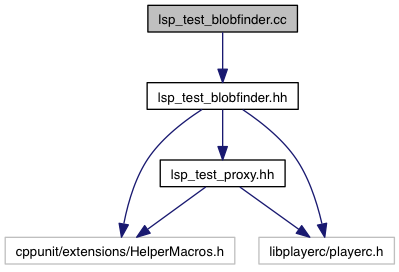 lsp_test_blobfinder.cc
lsp_test_blobfinder.hh
lsp_test_proxy.hh
cppunit/extensions/HelperMacros.h
libplayerc/playerc.h